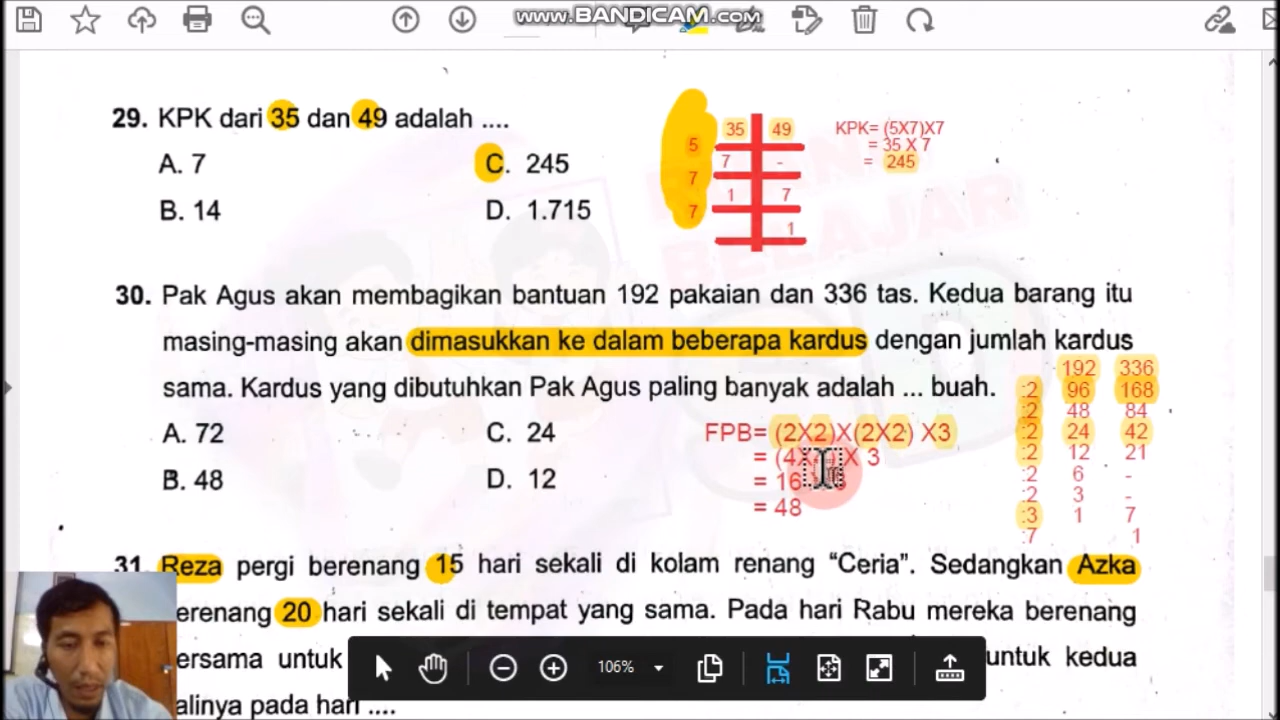 www.BANDICAM.com
29. KPK dari 35 dan 49 adalah ....
A. 7
C. 245
B. 14
D. 1.715
35 49
5
7 -
7
1 7
7
1
KPK= (5X7)X7
= 35 X 7
= 245
BELAJAR
30. Pak Agus akan membagikan bantuan 192 pakaian dan 336 tas. Kedua barang itu
masing-masing akan dimasukkan ke dalam beberapa kardus dengan jumlah kardus
sama. Kardus yang dibutuhkan Pak Agus paling banyak adalah ... buah.
A. 72
C. 24
B. 48
D. 12
FPB= (2X2)X(2X2) X3
= (4X X 3
= 16
= 48
192 336
:2 96 168
:2 48 84
:2 24 42
:2 12 21
:2 6 -
:2 3 -
:3 1 7
:7 1
31. Reza pergi berenang 15 hari sekali di kolam renang “Ceria”. Sedangkan Azka
erenang 20 hari sekali di tempat yang sama. Pada hari Rabu mereka berenang
ersama untuk untuk kedua
alinya pada hari ....
106%